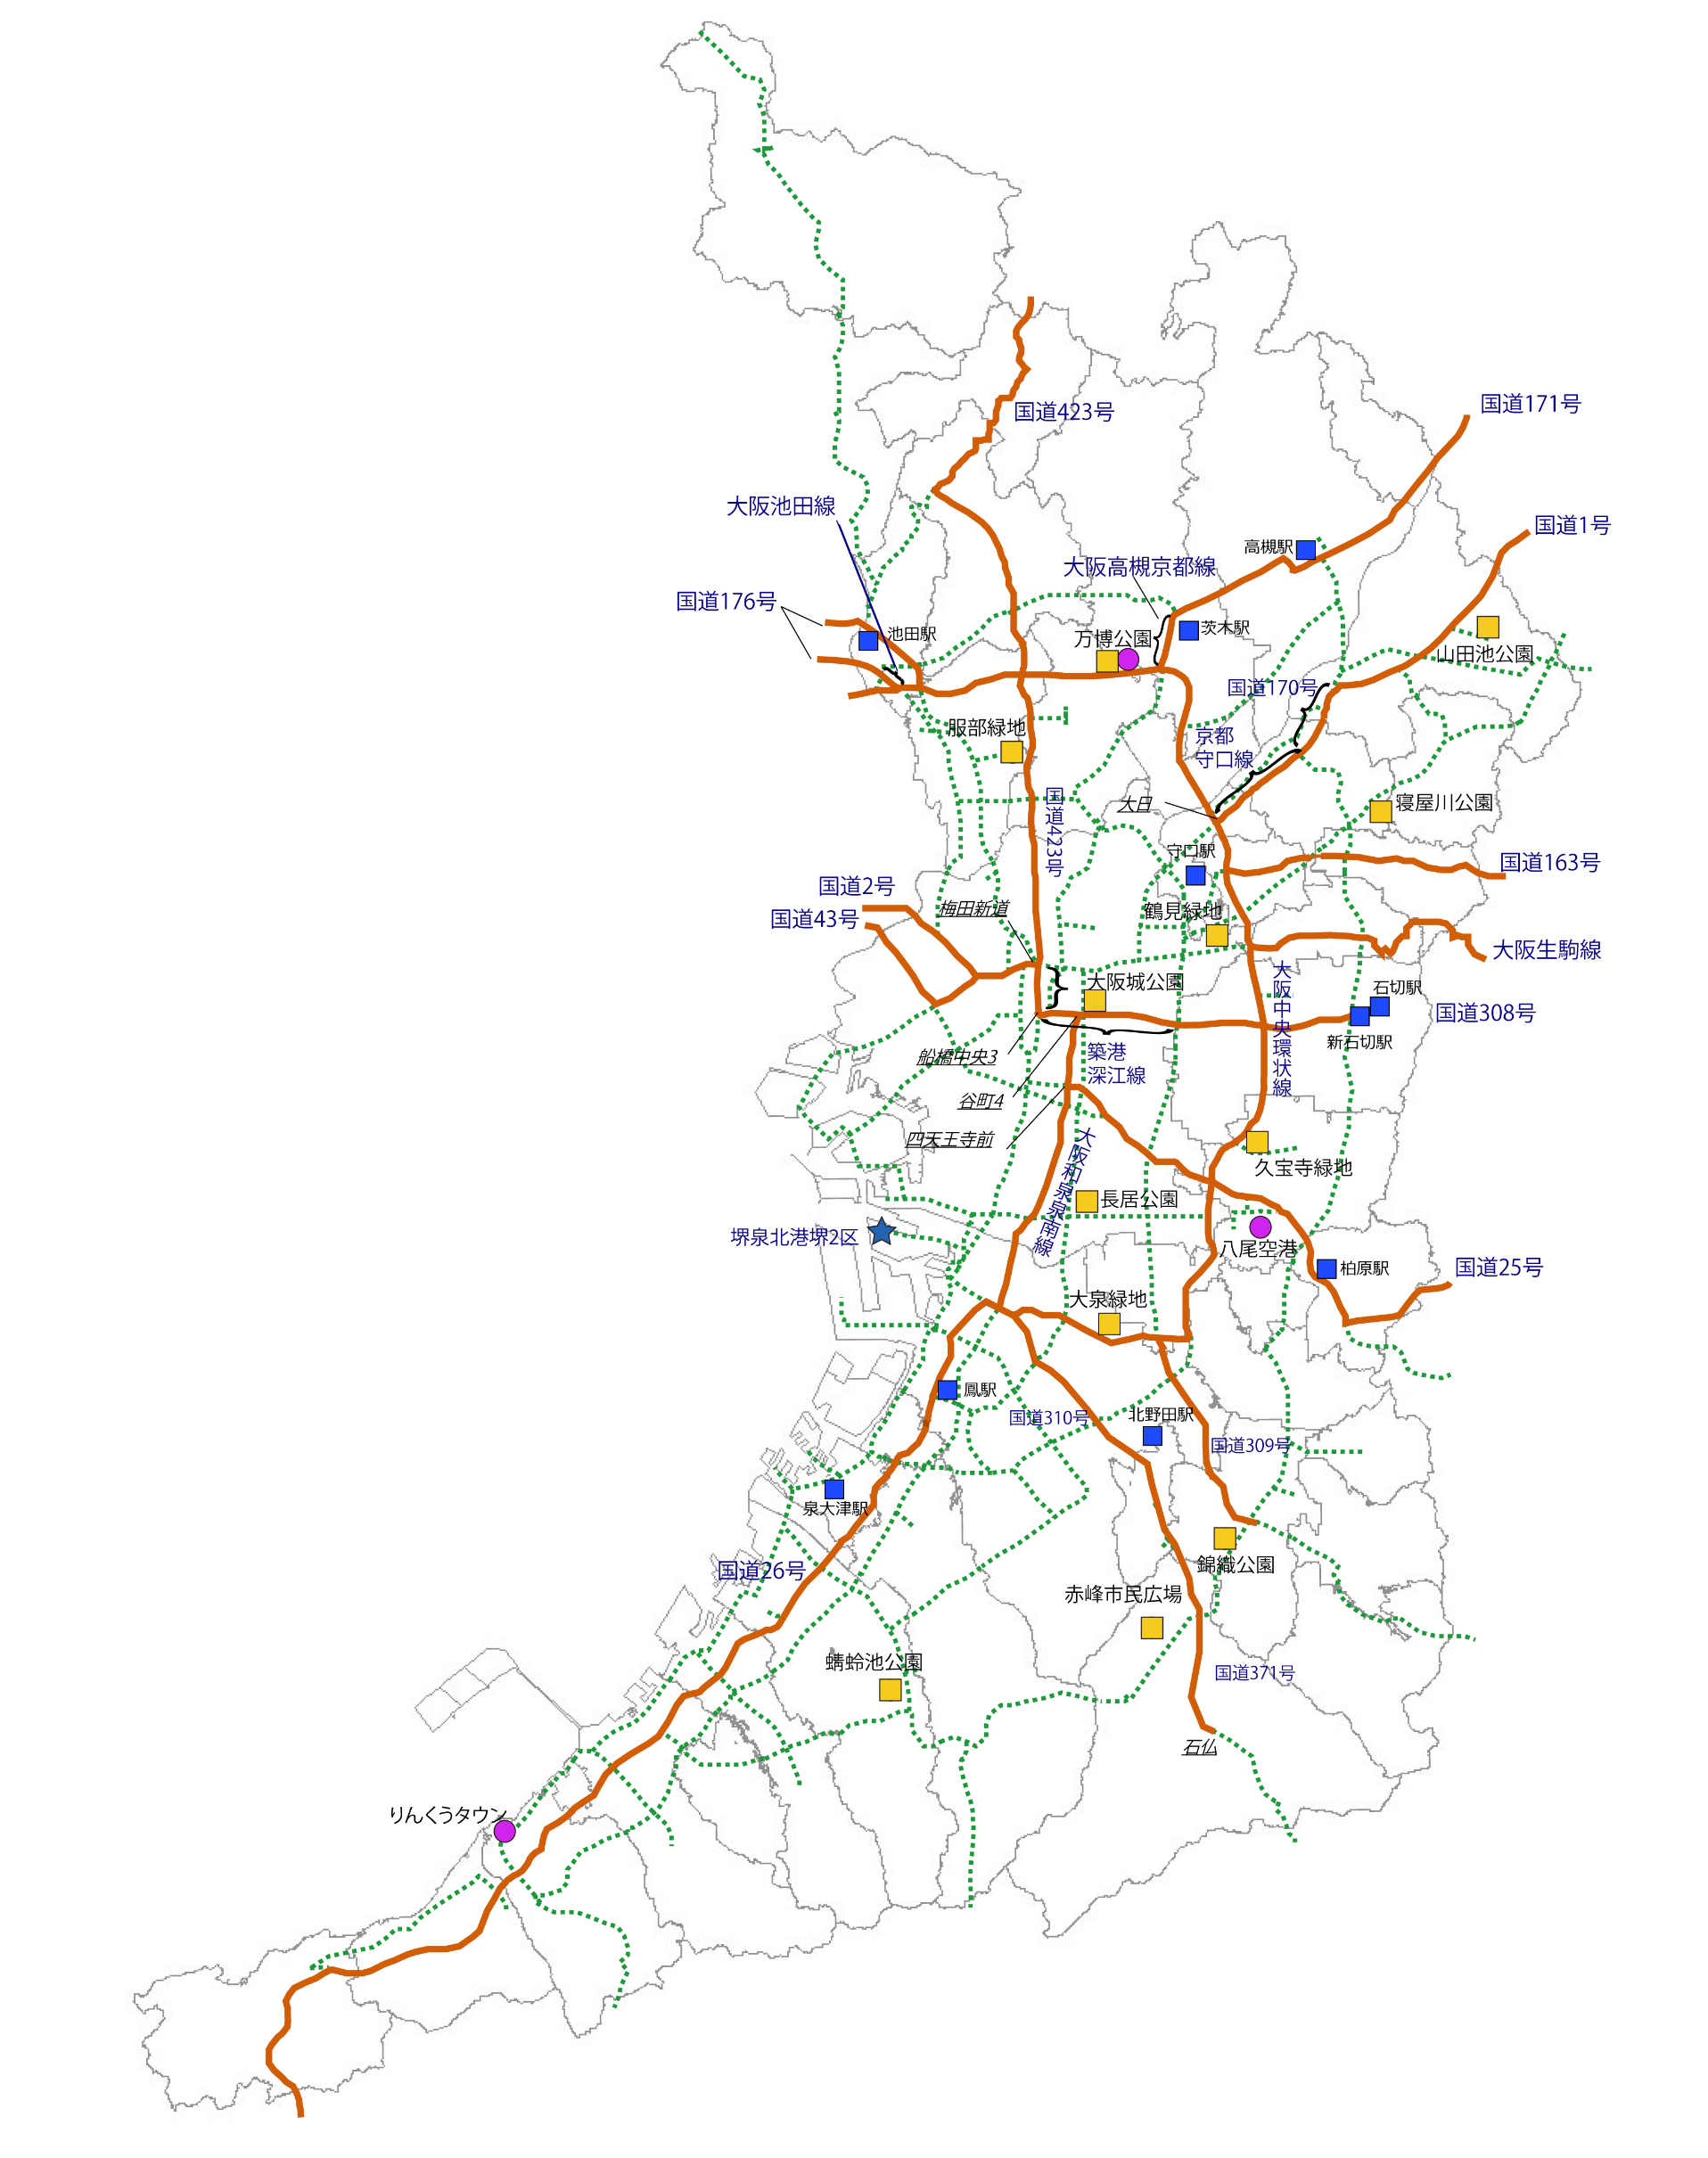 国道423号
国道171号
大阪池田線
国道1号
高槻駅
大阪高槻京都線
国道176号
池田駅
茨木駅
万博公園
山田池公園
国道170号
服部緑地
京都
守口線
大日
国道423号
寝屋川公園
守口駅
国道163号
国道2号
梅田新道
鶴見緑地
国道43号
大阪生駒線
大阪城公園
大阪中央環状線
石切駅
国道308号
新石切駅
船橋中央3
築港
深江線
谷町4
四天王寺前
大阪和泉泉南線
久宝寺緑地
長居公園
堺泉北港堺2区
八尾空港
柏原駅
国道25号
大泉緑地
鳳駅
国道310号
北野田駅
国道309号
泉大津駅
国道26号
錦織公園
赤峰市民広場
蜻蛉池公園
国道371号
石仏
りんくうタウン